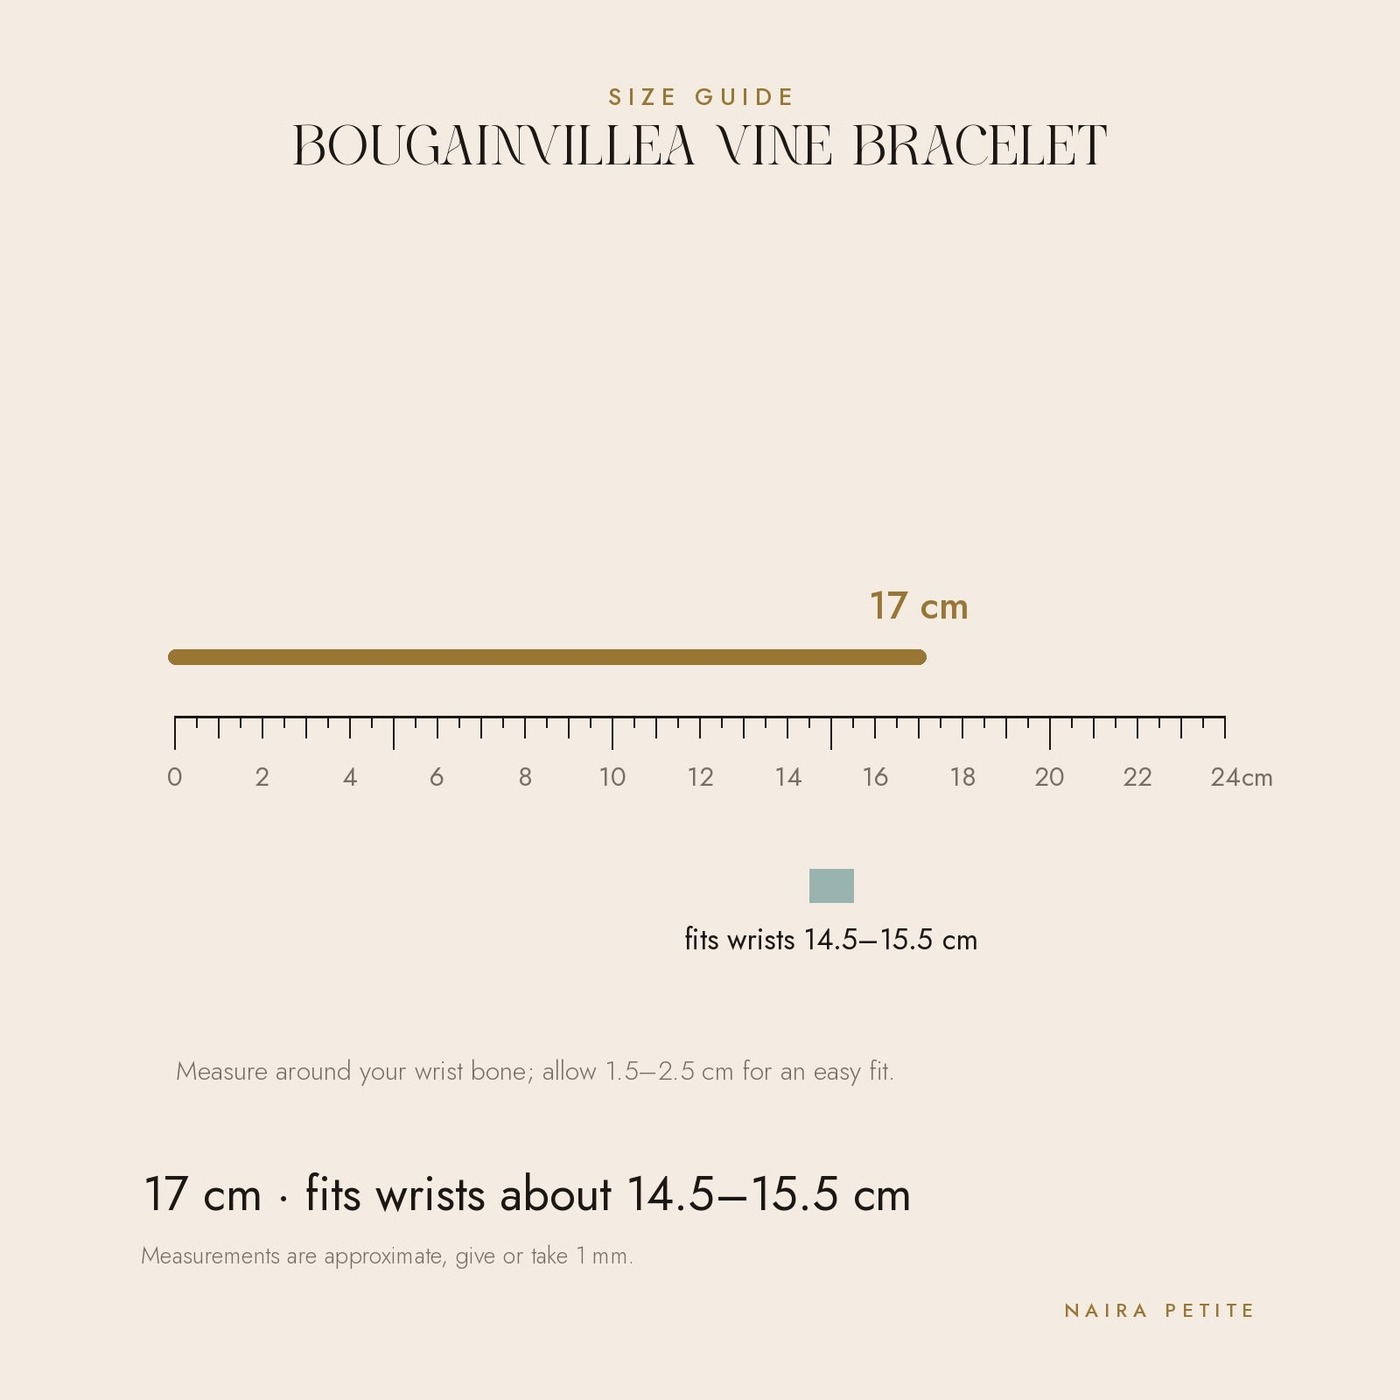 SIZE GUIDE
BOUGAINVILLEA VINE BRACELET
17 cm
0 2 4 6 8 10 12 14 16 18 20 22 24cm
fits wrists 14.5–15.5 cm
Measure around your wrist bone; allow 1.5–2.5 cm for an easy fit.
17 cm · fits wrists about 14.5–15.5 cm
Measurements are approximate, give or take 1 mm.
NAIRA PETITE